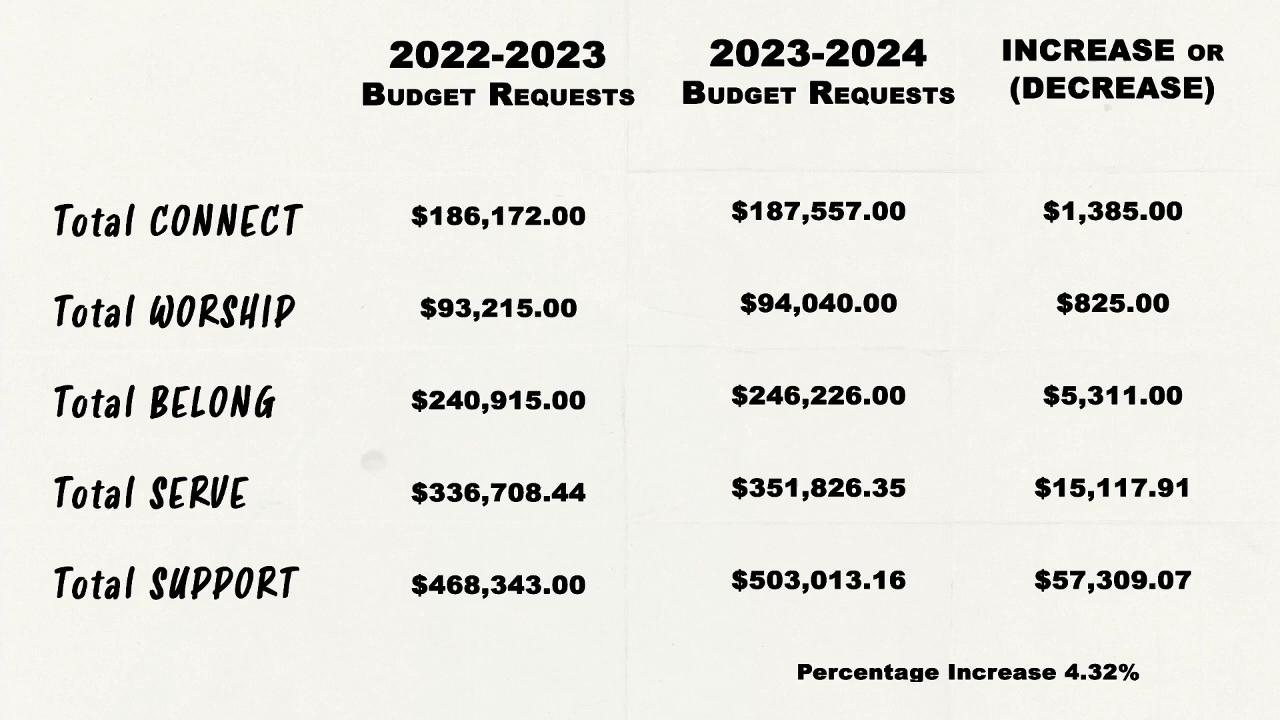 2022-2023 2023-2024 INCREASE OR
Budget Requests Budget Requests (DECREASE)
Total CONNECT $186,172.00 $187,557.00 $1,385.00
Total WORSHIP $93,215.00 $94,040.00 $825.00
Total BELONG $240,915.00 $246,226.00 $5,311.00
Total SERVE $336,708.44 $351,826.35 $15,117.91
Total SUPPORT $468,343.00 $503,013.16 $57,309.07
Percentage Increase 4.32%